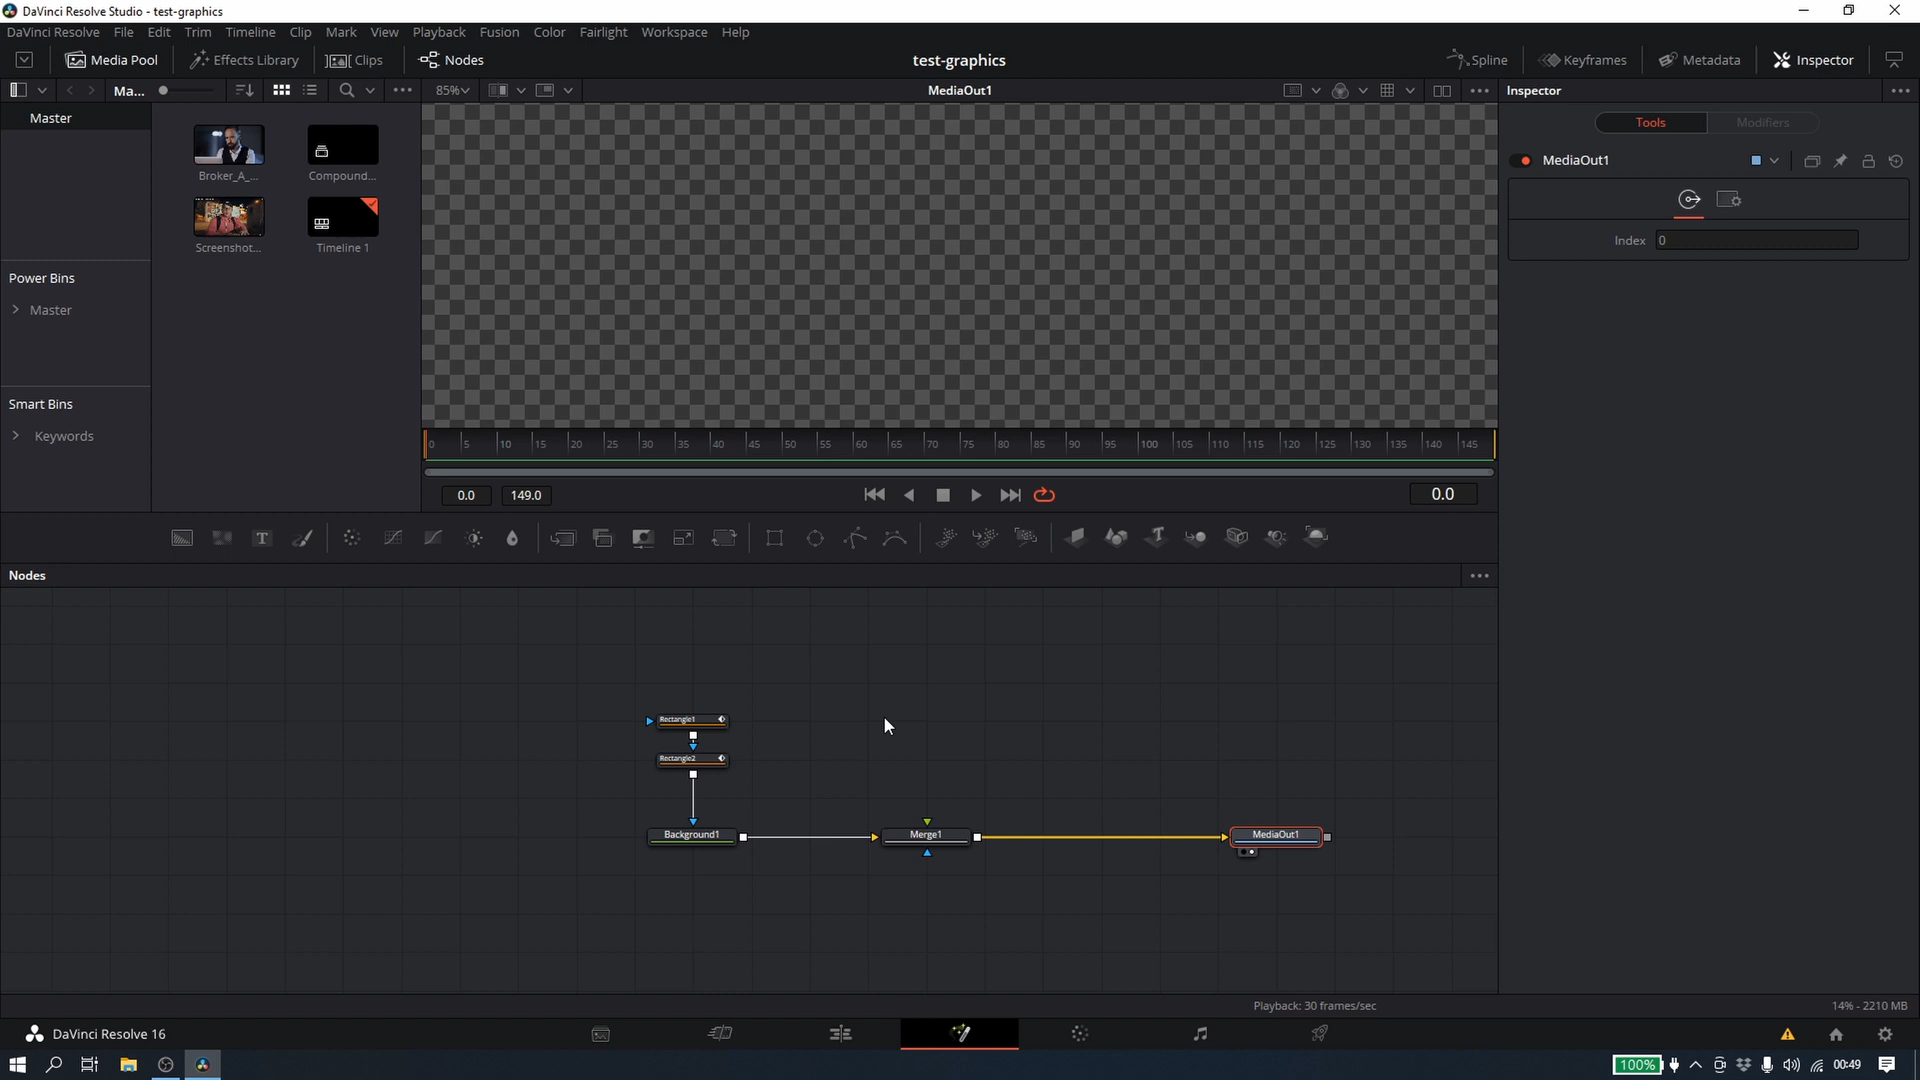 DaVinci Resolve Studio - test-graphics
DaVinci Resolve File Edit Trim Timeline Clip Mark View Playback Fusion Color Fairlight Workspace Help
Media Pool Effects Library Clips Nodes test-graphics Spline Keyframes Metadata Inspector
Ma... 85% MediaOut1 Inspector
Master
Tools Modifiers
MediaOut1
Broker_A_... Compound...
Index 0
Screenshot... Timeline 1
Power Bins
Master
Smart Bins
Keywords
0 5 10 15 20 25 30 35 40 45 50 55 60 65 70 75 80 85 90 95 100 105 110 115 120 125 130 135 140 145
0.0 149.0 0.0
T T
Nodes
Rectangle1
Rectangle2
Background1 Merge1 MediaOut1
Playback: 30 frames/sec 14% - 2210 MB
DaVinci Resolve 16
100% 00:49